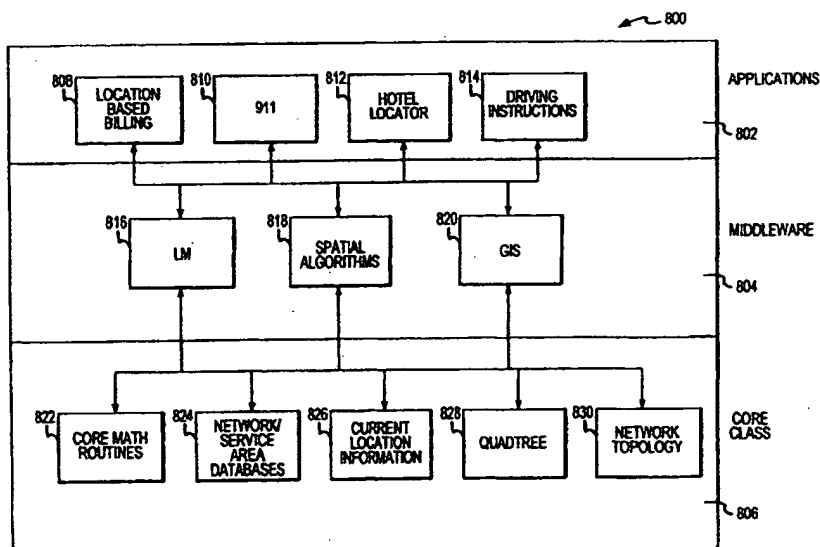 800
808
LOCATION
BASED
BILLING
810
911
812
HOTEL
LOCATOR
814
DRIVING
INSTRUCTIONS
APPLICATIONS
802
816
LM
818
SPATIAL
ALGORITHMS
820
GIS
MIDDLEWARE
804
822
CORE MATH
ROUTINES
824
NETWORK/
SERVICE
AREA
DATABASES
826
CURRENT
LOCATION
INFORMATION
828
QUADTREE
830
NETWORK
TOPOLOGY
CORE
CLASS
806